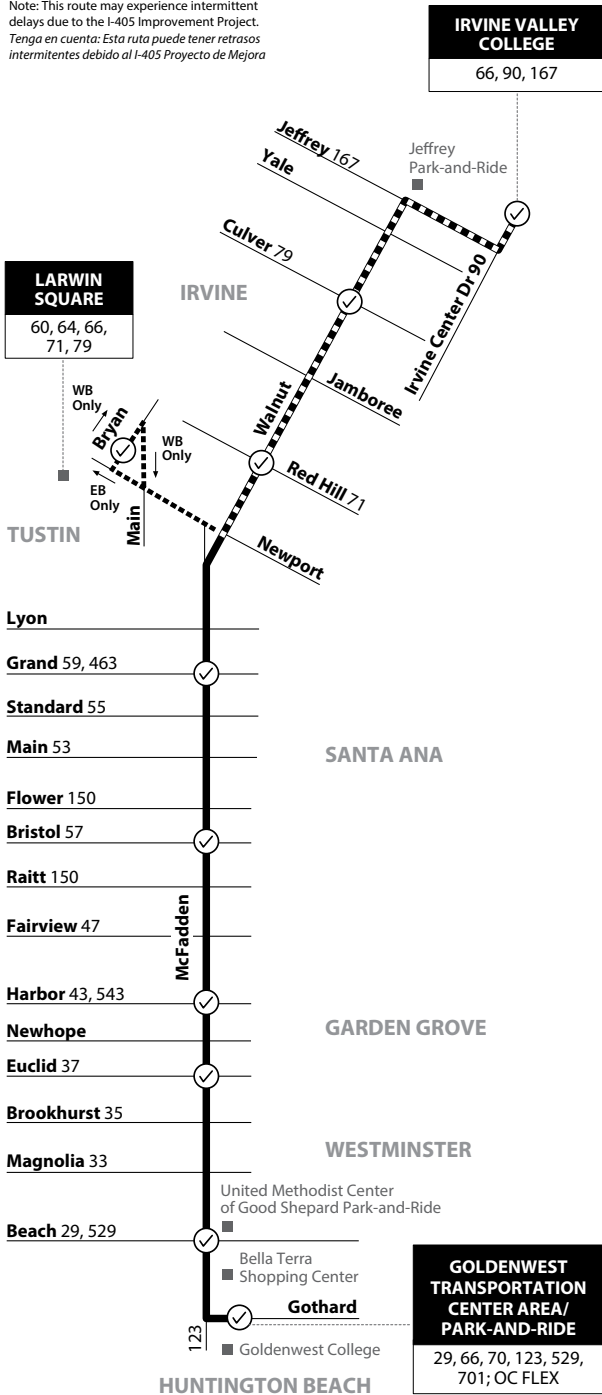 Note: This route may experience intermittent
delays due to the I-405 Improvement Project.
Tenga en cuenta: Esta ruta puede tener retrasos
intermitentes debido al I-405 Proyecto de Mejora
IRVINE VALLEY
COLLEGE
66, 90, 167
Jeffrey 167
Jeffrey
Park-and-Ride
Yale
Culver 79
Irvine Center Dr 90
IRVINE
LARWIN
SQUARE
60, 64, 66,
71, 79
Jamboree
Walnut
WB
Only
Bryan
WB
Only
Red Hill 71
EB
Only
Main
TUSTIN
Newport
Lyon
Grand 59, 463
Standard 55
Main 53
SANTA ANA
Flower 150
Bristol 57
Raitt 150
Fairview 47
McFadden
Harbor 43, 543
Newhope
GARDEN GROVE
Euclid 37
Brookhurst 35
WESTMINSTER
Magnolia 33
United Methodist Center
of Good Shepard Park-and-Ride
Beach 29, 529
Bella Terra
Shopping Center
Gothard
123
Goldenwest College
GOLDENWEST
TRANSPORTATION
CENTER AREA/
PARK-AND-RIDE
29, 66, 70, 123, 529,
701; OC FLEX
HUNTINGTON BEACH